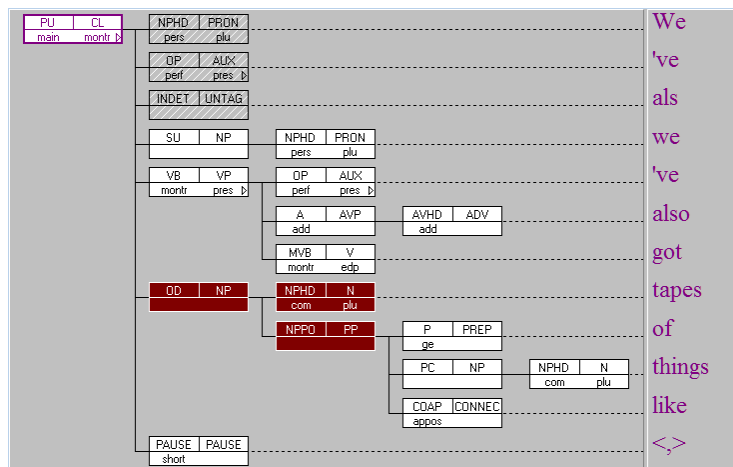 PU CL NPHD PRON We
main montr pers plu
OP AUX 've
perf pres
INDET UNTAG als
SU NP NPHD PRON we
pers plu
VB VP OP AUX 've
montr pres perf pres
A AVP AVHD ADV also
add add
MVB V got
montr edp
OD NP NPHD N tapes
com plu
NPPO PP P PREP of
ge
PC NP NPHD N things
com plu
COAP CONNEC like
appos
PAUSE PAUSE <,>
short